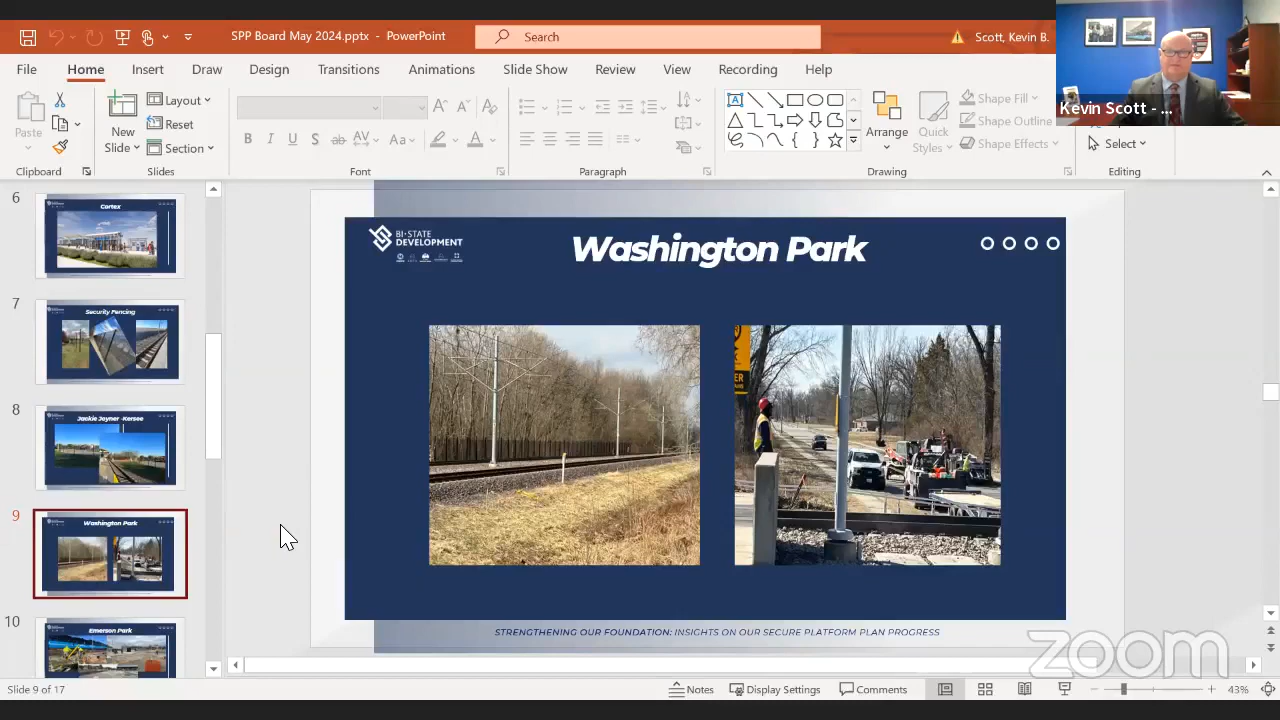 SPP Board May 2024.pptx - PowerPoint
Search
Scott, Kevin B.
Kevin Scott - ...
File Home Insert Draw Design Transitions Animations Slide Show Review View Recording Help
Paste
Clipboard
New
Slide
Layout
Reset
Section
Slides
B I U S ab AV Aa A
Font
Paragraph
Arrange
Quick
Styles
Shape Fill
Shape Outline
Shape Effects
Drawing
Select
Editing
6
Cortex
7
Security Fencing
8
Jackie Joyner -Kersee
9
Washington Park
10
Emerson Park
BI-STATE
DEVELOPMENT
Washington Park
STRENGTHENING OUR FOUNDATION: INSIGHTS ON OUR SECURE PLATFORM PLAN PROGRESS
zoom
Slide 9 of 17
Notes
Display Settings
Comments
43%